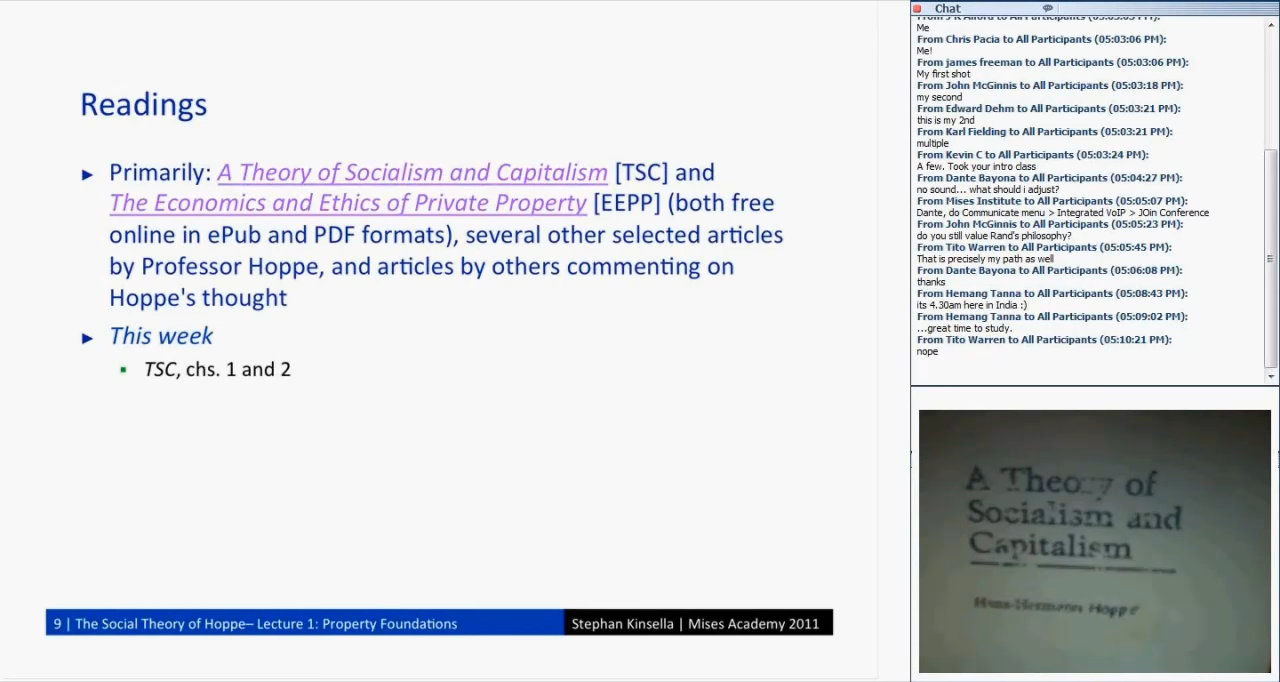 Readings
► Primarily: A Theory of Socialism and Capitalism [TSC] and
The Economics and Ethics of Private Property [EEPP] (both free
online in ePub and PDF formats), several other selected articles
by Professor Hoppe, and articles by others commenting on
Hoppe's thought
► This week
▪ TSC, chs. 1 and 2
9 | The Social Theory of Hoppe– Lecture 1: Property Foundations
Stephan Kinsella | Mises Academy 2011
Chat
Me
From Chris Pacia to All Participants (05:03:06 PM):
Me!
From james freeman to All Participants (05:03:06 PM):
My first shot
From John McGinnis to All Participants (05:03:18 PM):
my second
From Edward Dehm to All Participants (05:03:21 PM):
this is my 2nd
From Karl Fielding to All Participants (05:03:21 PM):
multiple
From Kevin C to All Participants (05:03:24 PM):
A few. Took your intro class
From Dante Bayona to All Participants (05:04:27 PM):
no sound... what should i adjust?
From Mises Institute to All Participants (05:05:07 PM):
Dante, do Communicate menu > Integrated VoIP > JOin Conference
From John McGinnis to All Participants (05:05:23 PM):
do you still value Rand's philosophy?
From Tito Warren to All Participants (05:05:45 PM):
That is precisely my path as well
From Dante Bayona to All Participants (05:06:08 PM):
thanks
From Hemang Tanna to All Participants (05:08:43 PM):
its 4.30am here in India :)
From Hemang Tanna to All Participants (05:09:02 PM):
...great time to study.
From Tito Warren to All Participants (05:10:21 PM):
nope
A Theory of
Socialism and
Capitalism
Hans-Hermann Hoppe